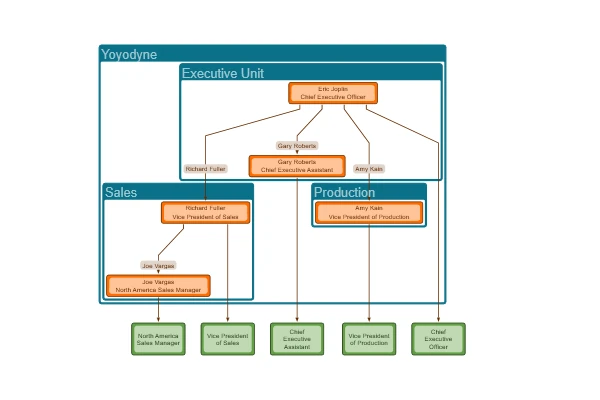 Yoyodyne
Executive Unit
Eric Joplin
Chief Executive Officer
Gary Roberts
Gary Roberts
Chief Executive Assistant
Richard Fuller
Amy Kain
Sales
Production
Richard Fuller
Vice President of Sales
Amy Kain
Vice President of Production
Joe Vargas
Joe Vargas
North America Sales Manager
North America
Sales Manager
Vice President
of Sales
Chief
Executive
Assistant
Vice President
of Production
Chief
Executive
Officer